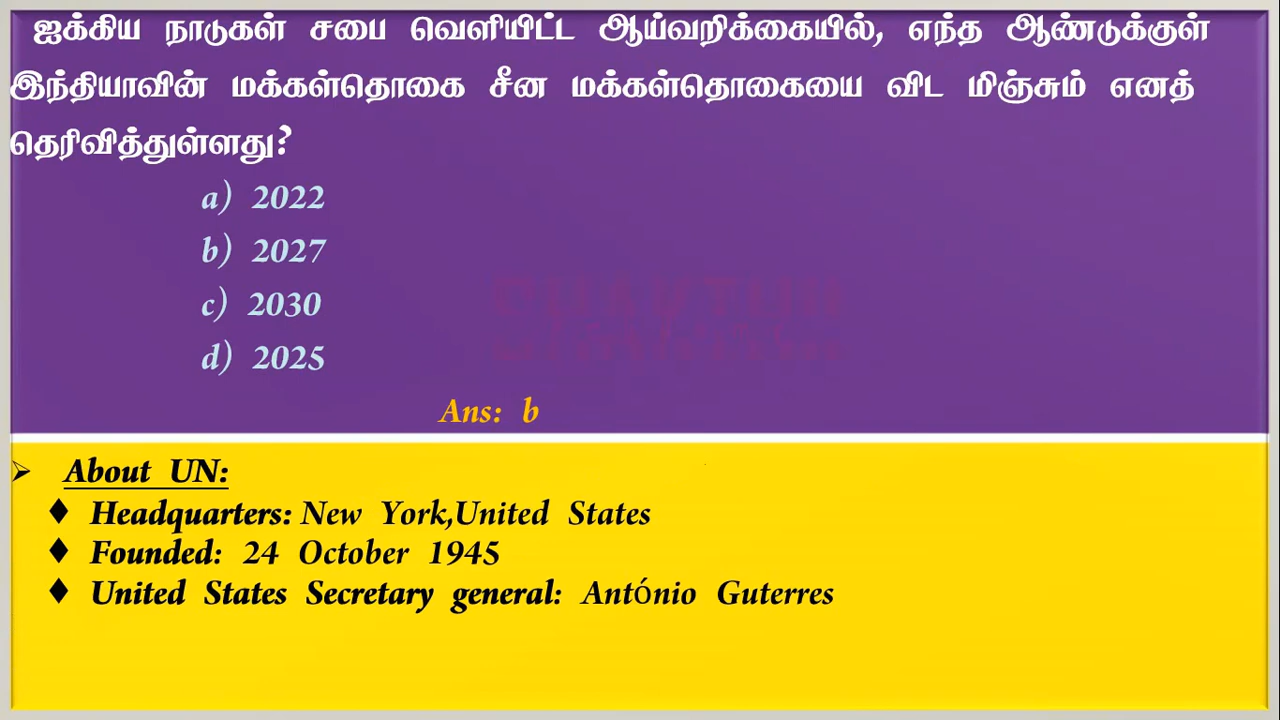 ஐக்கிய நாடுகள் சபை வெளியிட்ட ஆய்வறிக்கையில், எந்த ஆண்டுக்குள்
இந்தியாவின் மக்கள்தொகை சீன மக்கள்தொகையை விட மிஞ்சும் எனத்
தெரிவித்துள்ளது?
a) 2022
b) 2027
c) 2030
d) 2025
Ans: b
➢ About UN:
♦ Headquarters: New York,United States
♦ Founded: 24 October 1945
♦ United States Secretary general: António Guterres